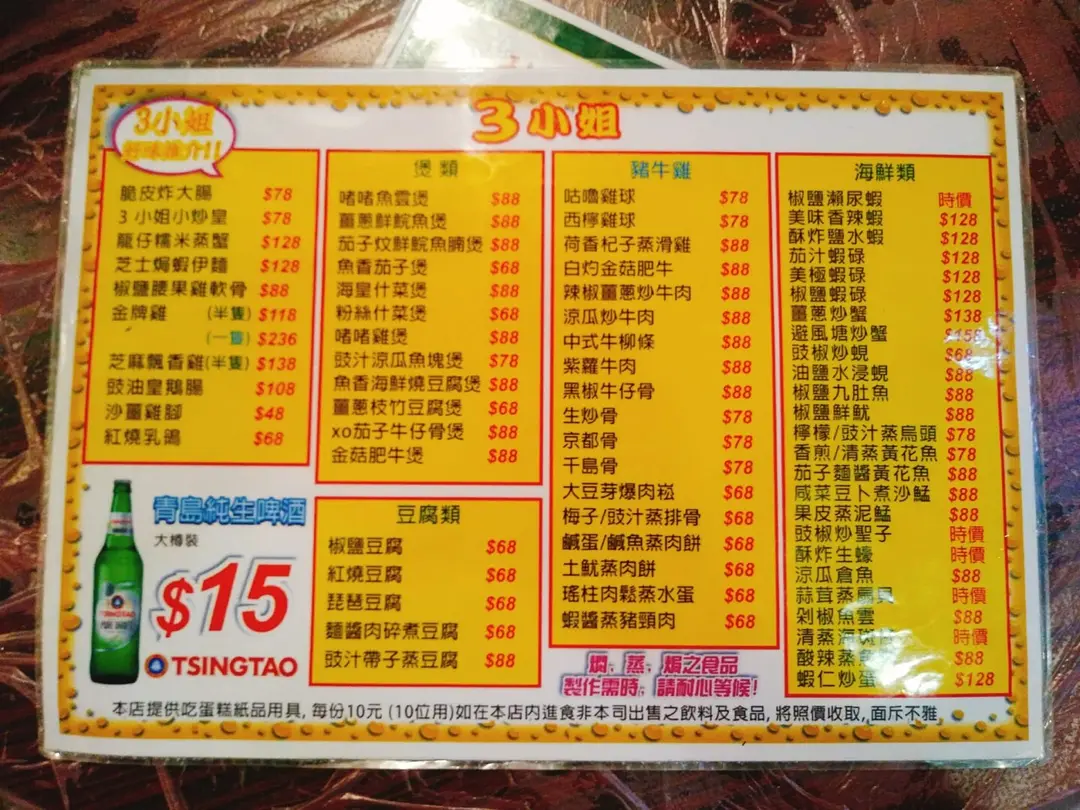 3小姐
3小姐
好味推介!!
脆皮炸大腸 $78
3小姐小炒皇 $78
籠仔糯米蒸蟹 $128
芝士焗蝦伊麵 $128
椒鹽腰果雞軟骨 $88
金牌雞 (半隻) $118
(一隻) $236
芝麻飄香雞(半隻) $138
豉油皇鵝腸 $108
沙薑雞腳 $48
紅燒乳鴿 $68
青島純生啤酒
大樽裝
$15
TSINGTAO
TSINGTAO
煲類
啫啫魚雲煲 $88
薑蔥鮮鯇魚煲 $88
茄子炆鮮鯇魚腩煲 $88
魚香茄子煲 $68
海皇什菜煲 $88
粉絲什菜煲 $68
啫啫雞煲 $88
豉汁涼瓜魚塊煲 $78
魚香海鮮燒豆腐煲 $88
薑蔥枝竹豆腐煲 $68
xo茄子牛仔骨煲 $88
金菇肥牛煲 $88
豆腐類
椒鹽豆腐 $68
紅燒豆腐 $68
琵琶豆腐 $68
麵醬肉碎煮豆腐 $68
豉汁帶子蒸豆腐 $88
豬牛雞
咕嚕雞球 $78
西檸雞球 $78
荷香杞子蒸滑雞 $88
白灼金菇肥牛 $88
辣椒薑蔥炒牛肉 $88
涼瓜炒牛肉 $88
中式牛柳條 $88
紫蘿牛肉 $88
黑椒牛仔骨 $88
生炒骨 $78
京都骨 $78
千島骨 $78
大豆芽爆肉崧 $68
梅子/豉汁蒸排骨 $68
鹹蛋/鹹魚蒸肉餅 $68
土魷蒸肉餅 $68
瑤柱肉鬆蒸水蛋 $68
蝦醬蒸豬頸肉 $68
燜，蒸，焗之食品
製作需時，請耐心等候!
海鮮類
椒鹽瀨尿蝦 時價
美味香辣蝦 $128
酥炸鹽水蝦 $128
茄汁蝦碌 $128
美極蝦碌 $128
椒鹽蝦碌 $128
薑蔥炒蟹 $138
避風塘炒蟹 $158
豉椒炒蜆 $68
油鹽水浸蜆 $88
椒鹽九肚魚 $88
椒鹽鮮魷 $88
檸檬/豉汁蒸烏頭 $78
香煎/清蒸黃花魚 $78
茄子麵醬黃花魚 $88
咸菜豆卜煮沙鯭 $88
果皮蒸泥鯭 $88
豉椒炒聖子 時價
酥炸生蠔 時價
涼瓜倉魚 $88
蒜茸蒸扇貝 時價
剁椒魚雲 $88
清蒸海斑 時價
酸辣蒸 $88
蝦仁炒蛋 $128
本店提供吃蛋糕紙品用具, 每份10元 (10位用)如在本店內進食非本司出售之飲料及食品, 將照價收取, 面斥不雅